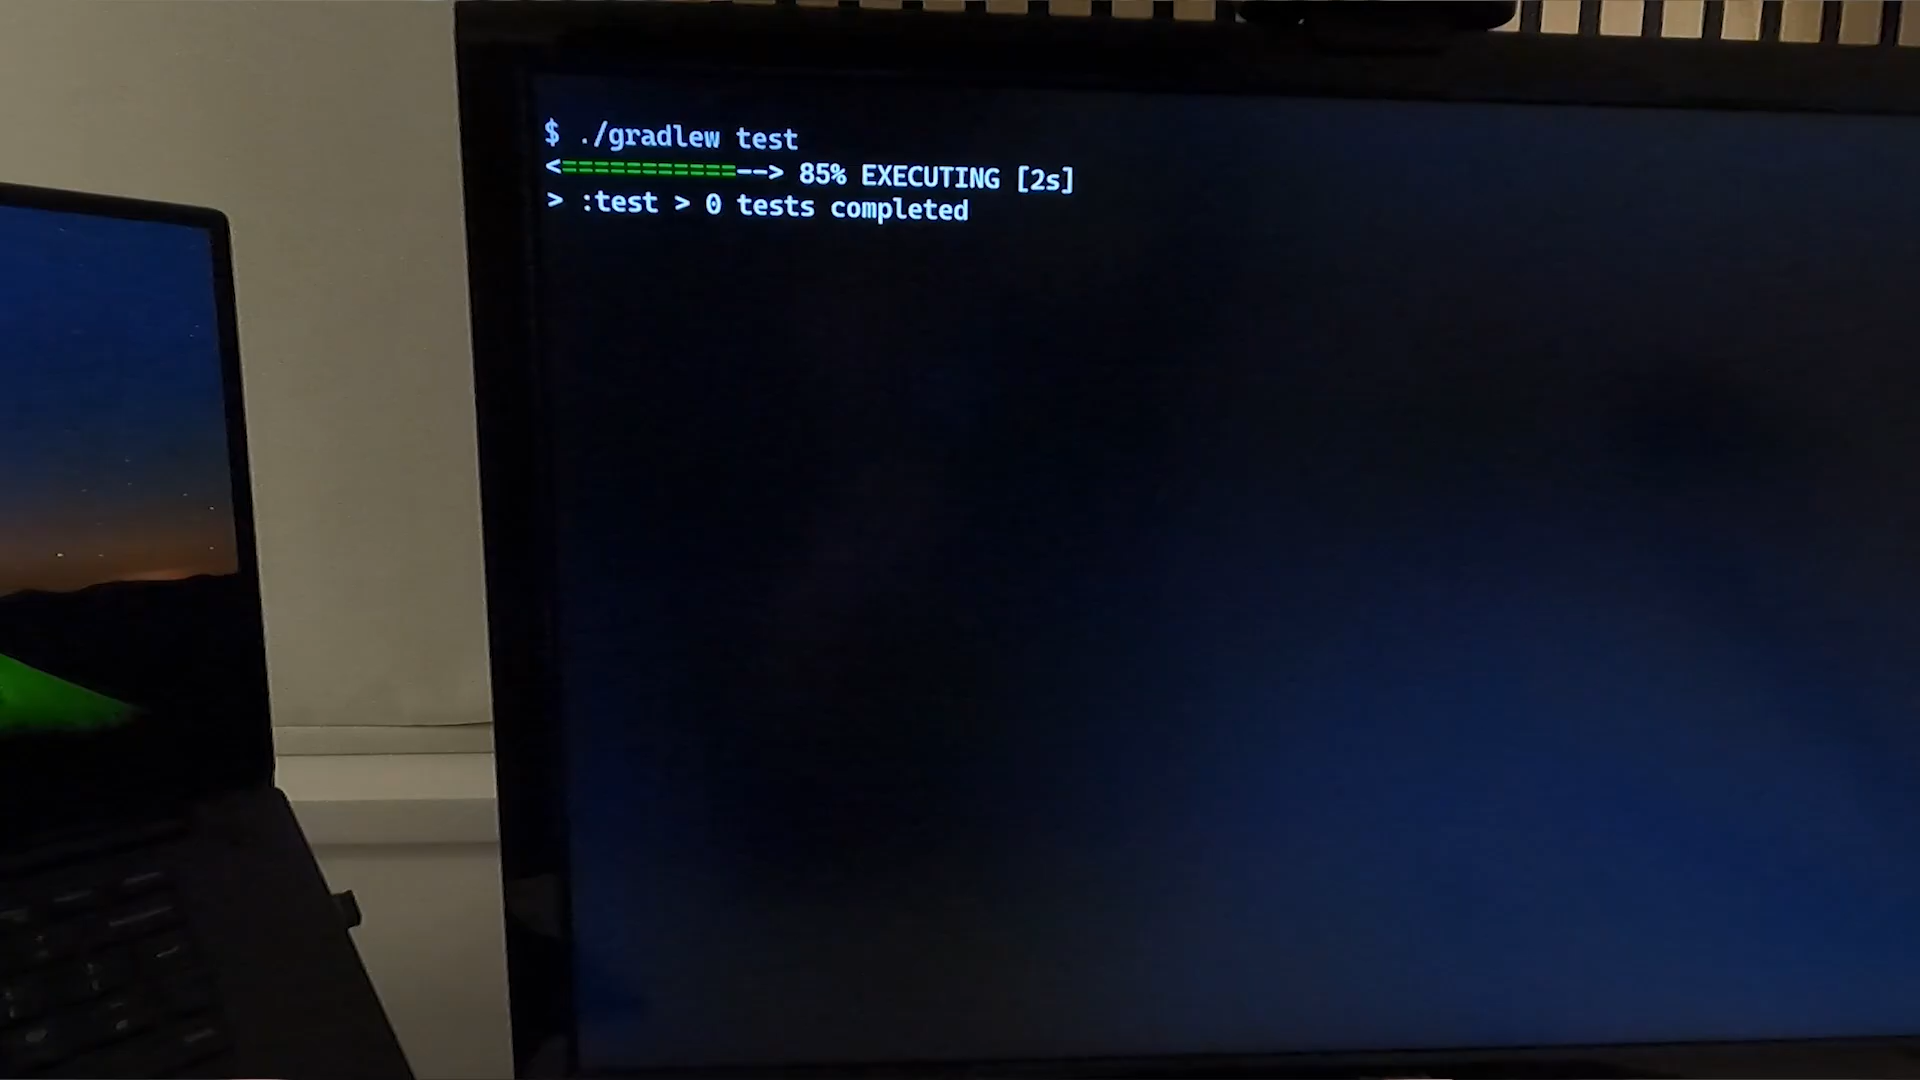 $ ./gradlew test
<===========--> 85% EXECUTING [2s]
> :test > 0 tests completed